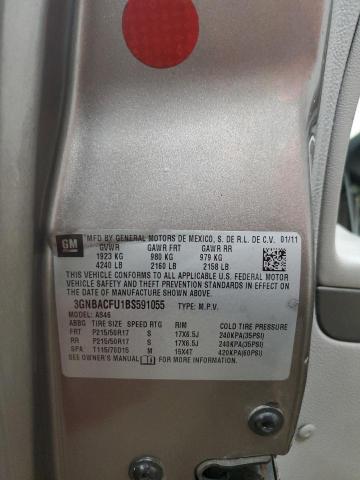 GM
MFD BY GENERAL MOTORS DE MEXICO, S. DE R.L. DE C.V. 01/11
GVWR GAWR FRT GAWR RR
1923 KG 980 KG 979 KG
4240 LB 2160 LB 2158 LB
THIS VEHICLE CONFORMS TO ALL APPLICABLE U.S. FEDERAL MOTOR
VEHICLE SAFETY, BUMPER, AND THEFT PREVENTION STANDARDS IN
EFFECT ON THE DATE OF MANUFACTURE SHOWN ABOVE.
3GNBACFU1BS591055 TYPE: M.P.V.
MODEL: AS46
ABBG TIRE SIZE SPEED RTG RIM COLD TIRE PRESSURE
FRT P215/50R17 S 17X6.5J 240KPA(35PSI)
RR P215/50R17 S 17X6.5J 240KPA(35PSI)
SPA T115/70D15 M 15X4T 420KPA(60PSI)
SEE OWNER'S MANUAL FOR MORE INFORMATION.